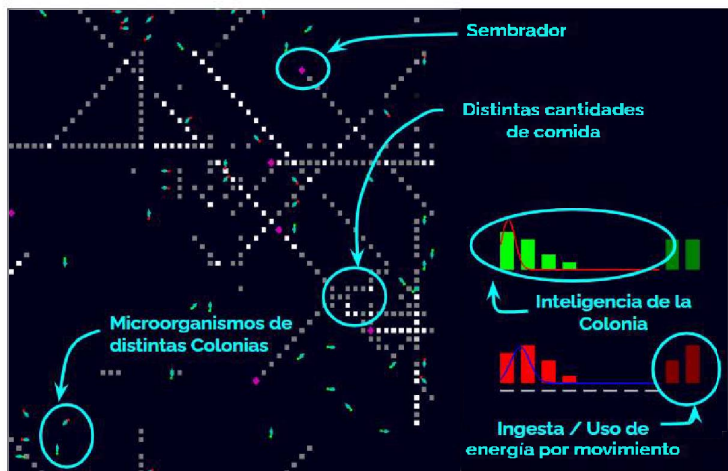 Sembrador
Distintas cantidades
de comida
Inteligencia de la
Colonia
Microorganismos de
distintas Colonias
Ingesta / Uso de
energía por movimiento